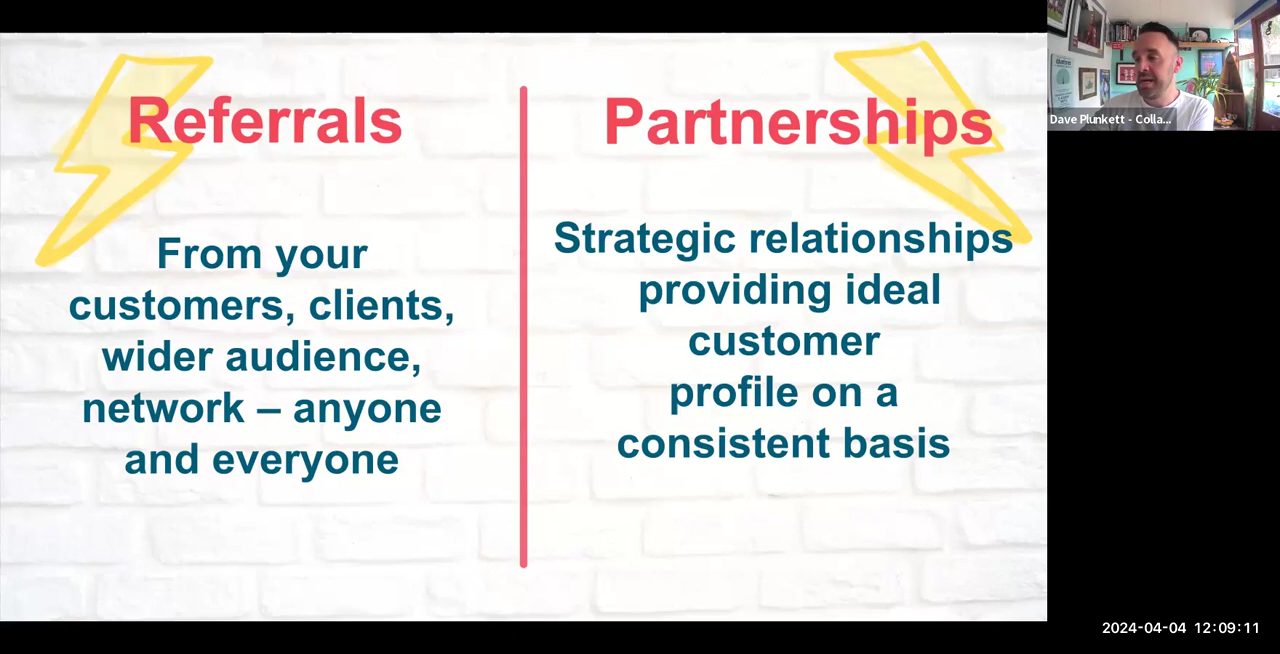 Referrals
From your
customers, clients,
wider audience,
network – anyone
and everyone
Partnerships
Strategic relationships
providing ideal
customer
profile on a
consistent basis
Dave Plunkett - Colla...
2024-04-04 12:09:11